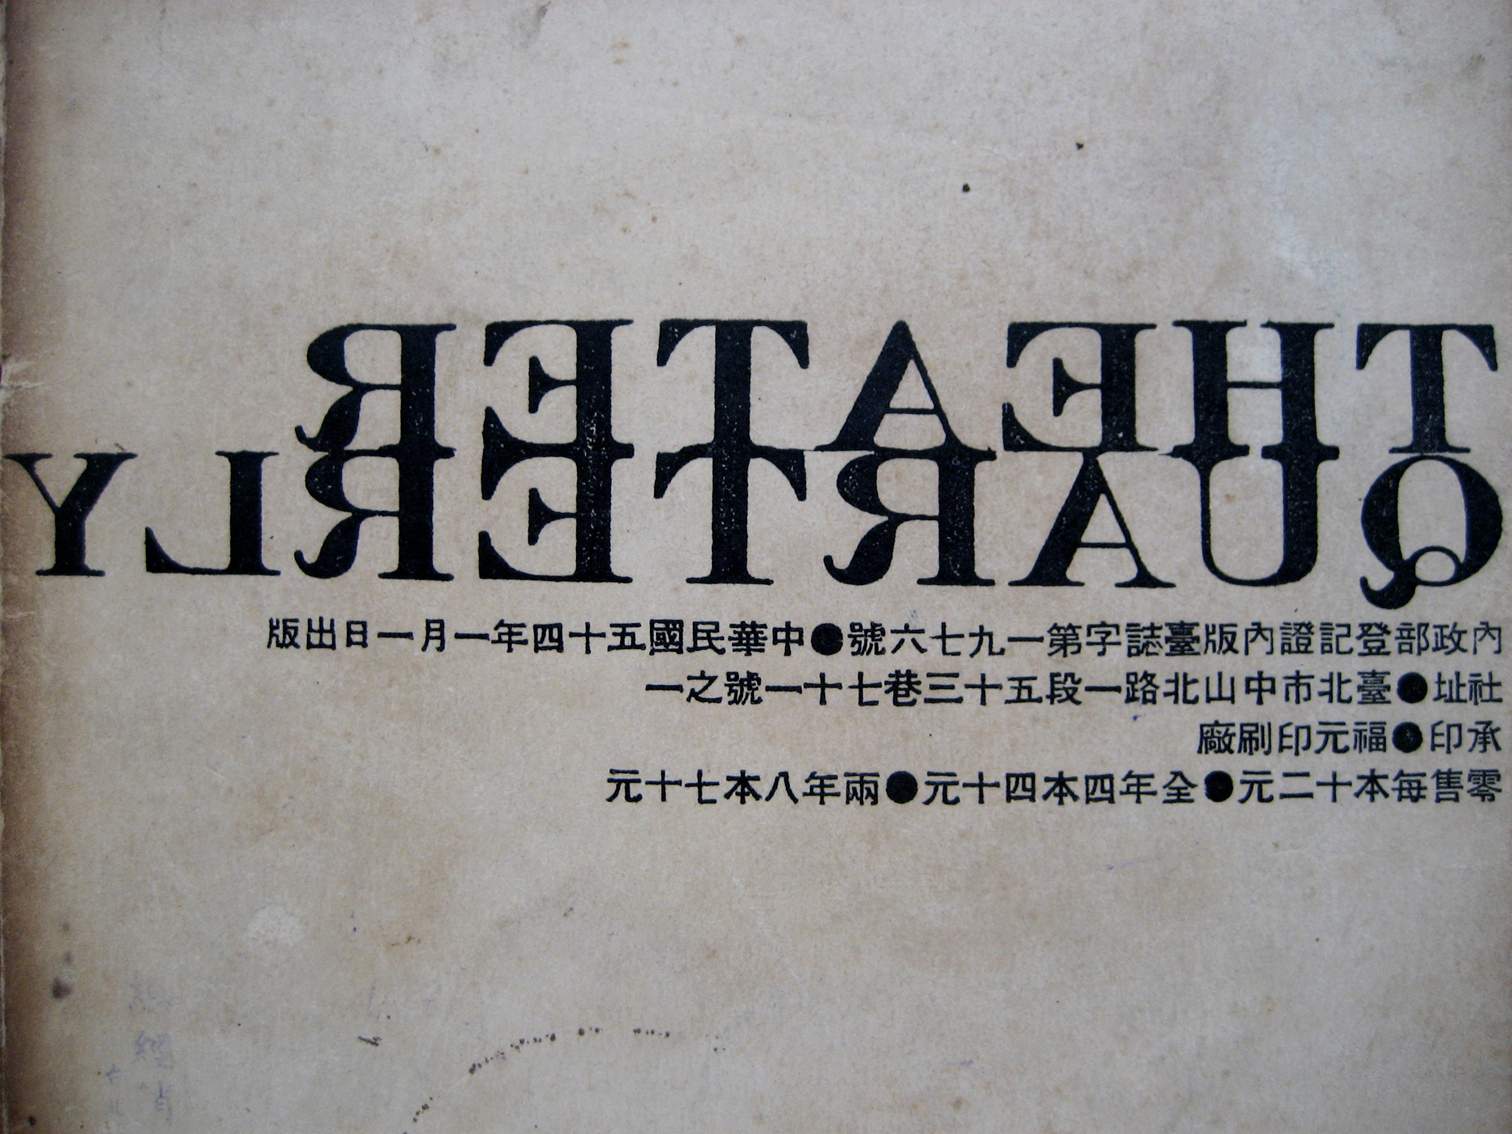 THEATER
QUARTERLY
內政部登記證內版臺誌字第一九七六號●中華民國五十四年一月一日出版
社址●臺北市中山北路一段五十三巷七十一號之一
承印●福元印刷廠
零售每本十二元●全年四本四十元●兩年八本七十元